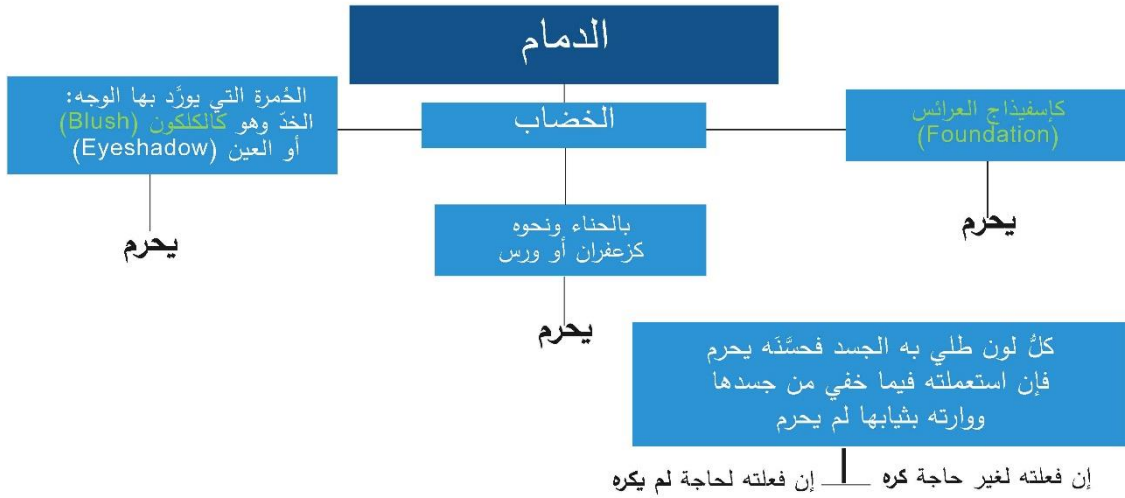 الدمام
كإسفيذاج العرائس
(Foundation)
يحرم
الخضاب
بالحناء ونحوه
كزعفران أو ورس
يحرم
الحُمرة التي يورَّد بها الوجه:
الخدّ وهو كالكلكون (Blush)
أو العين (Eyeshadow)
يحرم
كلُّ لون طلي به الجسد فحسَّنَه يحرم
فإن استعملته فيما خفي من جسدها
ووارته بثيابها لم يحرم
إن فعلته لغير حاجة كره
إن فعلته لحاجة لم يكره